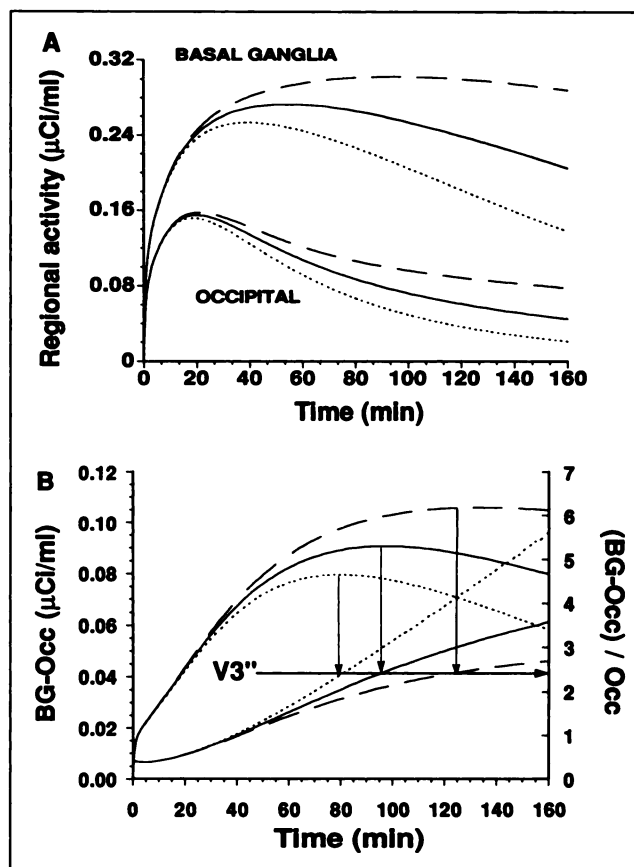 A
BASAL GANGLIA
OCCIPITAL
Regional activity (µCi/ml)
0.32
0.24
0.16
0.08
0
0 20 40 60 80 100 120 140 160
Time (min)
B
V3"
BG-Occ (µCi/ml)
0.12
0.10
0.08
0.06
0.04
0.02
0.00
7
6
5
4
3
2
1
0
(BG-Occ) / Occ
0 20 40 60 80 100 120 140 160
Time (min)